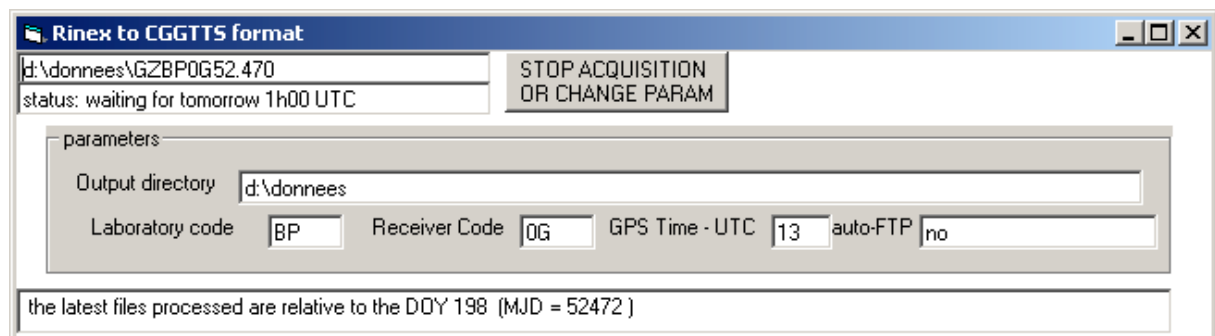 Rinex to CGGTTS format
d:\donnees\GZBP0G52.470
STOP ACQUISITION
OR CHANGE PARAM
status: waiting for tomorrow 1h00 UTC
parameters
Output directory d:\donnees
Laboratory code BP Receiver Code 0G GPS Time - UTC 13 auto-FTP no
the latest files processed are relative to the DOY 198 (MJD = 52472 )